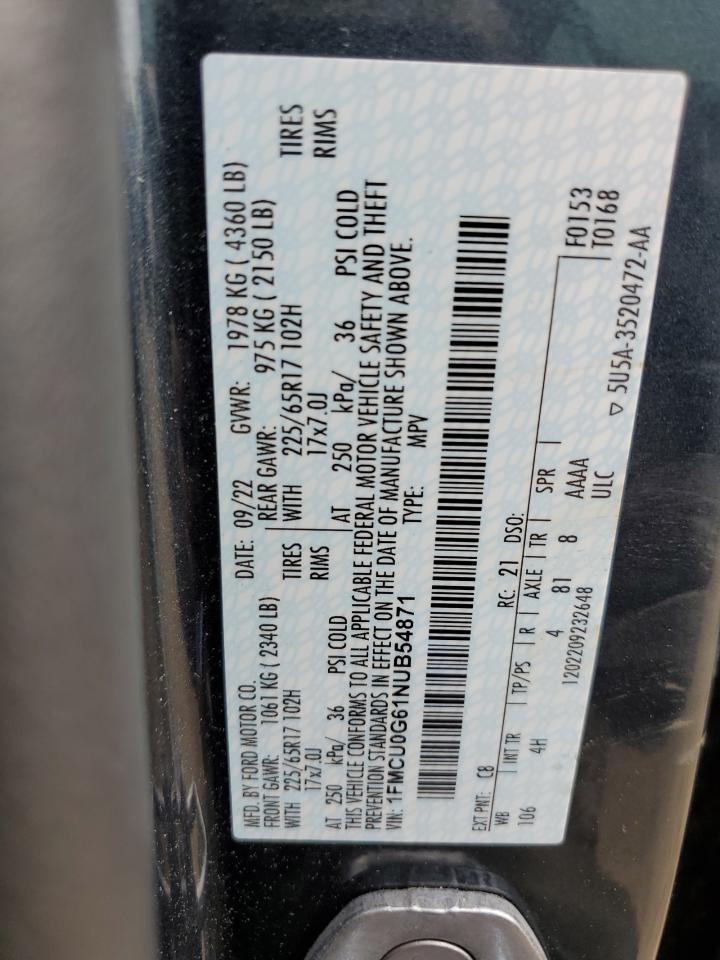 MFD. BY FORD MOTOR CO.
DATE: 09/22 GVWR: 1978 KG ( 4360 LB)
FRONT GAWR: 1061 KG ( 2340 LB) REAR GAWR: 975 KG ( 2150 LB)
WITH 225/65R17 102H TIRES WITH 225/65R17 102H TIRES
17x7.0J RIMS 17x7.0J RIMS
AT 250 kPa/ 36 PSI COLD AT 250 kPa/ 36 PSI COLD
THIS VEHICLE CONFORMS TO ALL APPLICABLE FEDERAL MOTOR VEHICLE SAFETY AND THEFT
PREVENTION STANDARDS IN EFFECT ON THE DATE OF MANUFACTURE SHOWN ABOVE.
VIN: 1FMCU0G61NUB54871 TYPE: MPV
EXT PNT: C8 RC: 21 DSO: F0153
WB INT TR TP/PS R AXLE TR SPR T0168
106 4H 4 81 8 AAAA
1202209232648 ULC
▽ 5U5A-3520472-AA